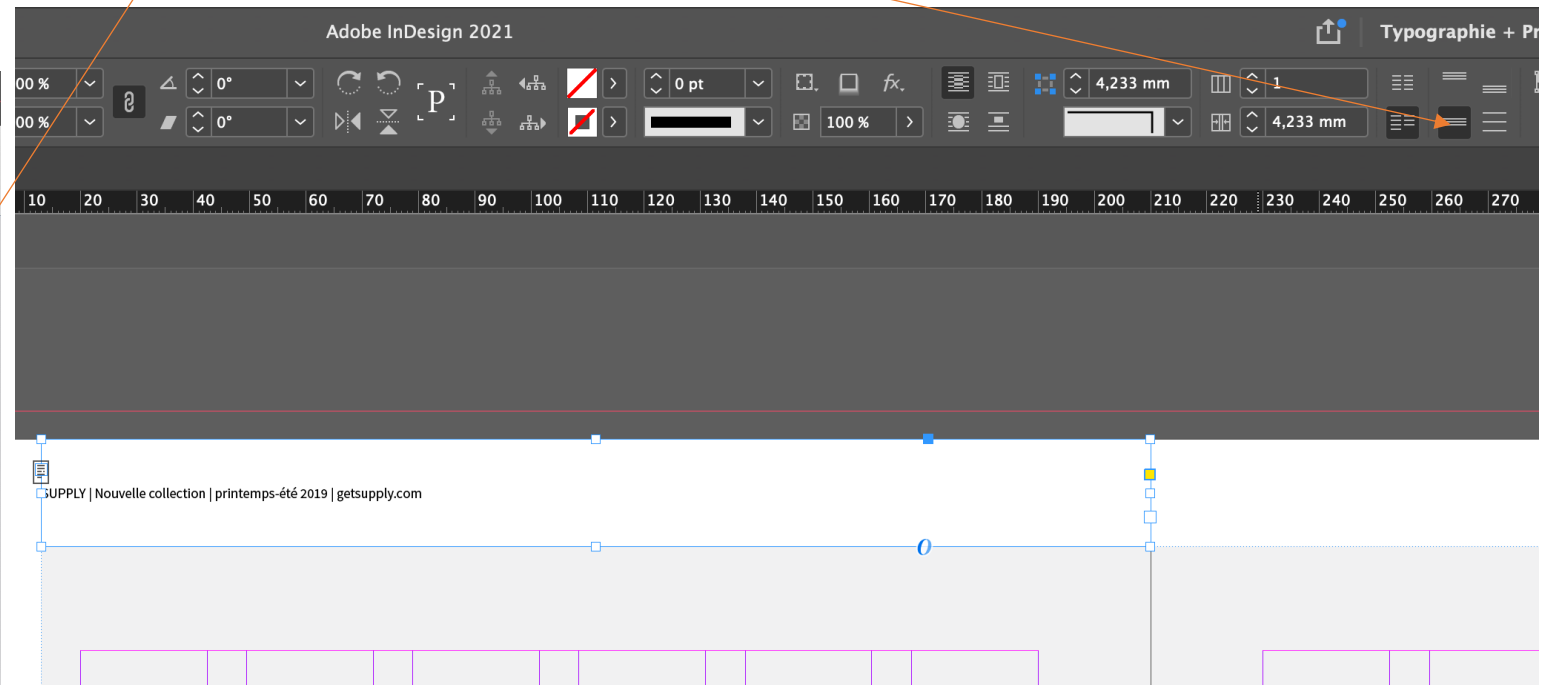 Adobe InDesign 2021
Typographie + Pr
00 % 0° P 0 pt fx. 4,233 mm 1
00 % 0° 100 % 4,233 mm
10 20 30 40 50 60 70 80 90 100 110 120 130 140 150 160 170 180 190 200 210 220 230 240 250 260 270
SUPPLY | Nouvelle collection | printemps-été 2019 | getsupply.com